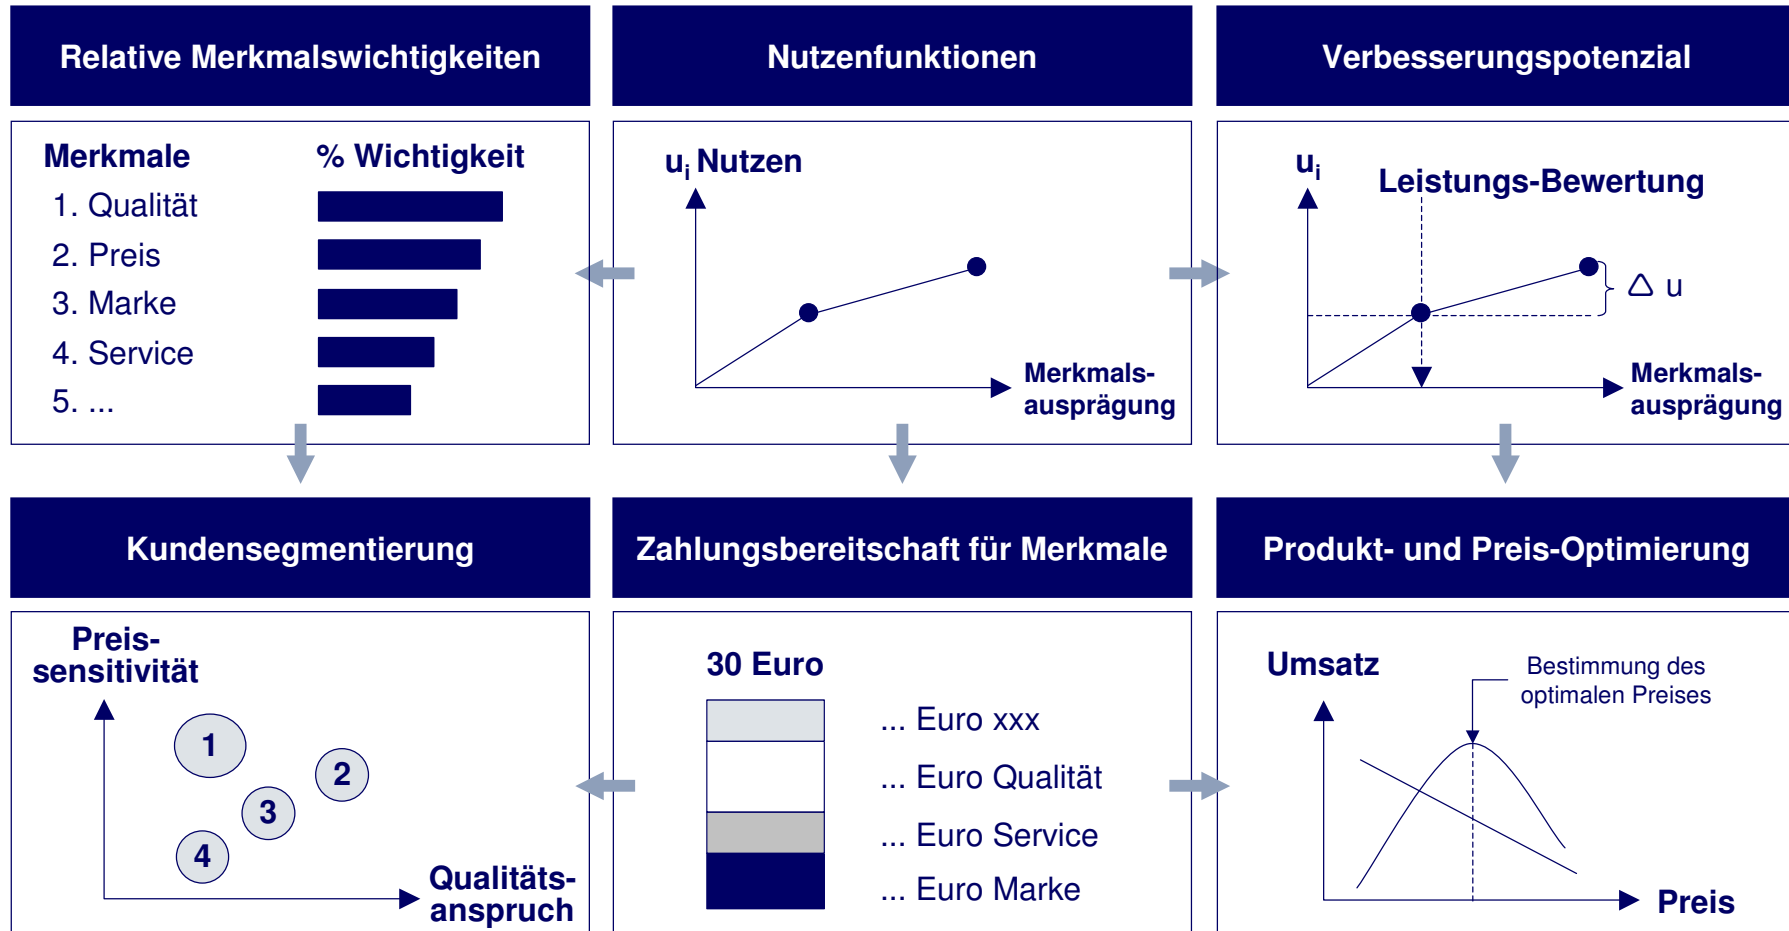 Relative Merkmalswichtigkeiten
Merkmale % Wichtigkeit
1. Qualität
2. Preis
3. Marke
4. Service
5. ...
Nutzenfunktionen
ui Nutzen
Merkmals-
ausprägung
Verbesserungspotenzial
ui
Leistungs-Bewertung
△ u
Merkmals-
ausprägung
Kundensegmentierung
Preis-
sensitivität
1
2
3
4
Qualitäts-
anspruch
Zahlungsbereitschaft für Merkmale
30 Euro
... Euro xxx
... Euro Qualität
... Euro Service
... Euro Marke
Produkt- und Preis-Optimierung
Umsatz
Bestimmung des
optimalen Preises
Preis